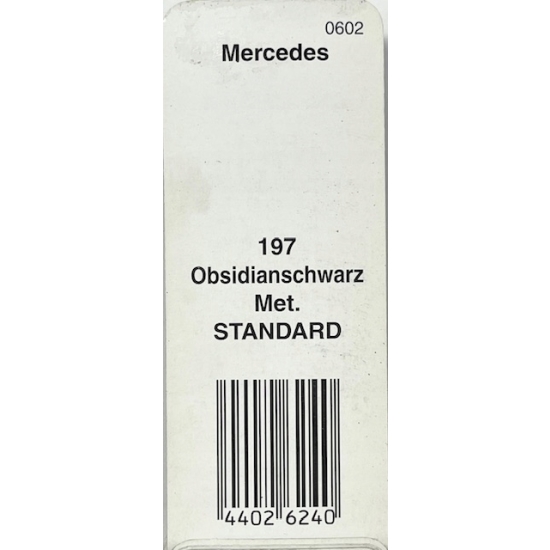 0602
Mercedes
197
Obsidianschwarz
Met.
STANDARD
4402 6240